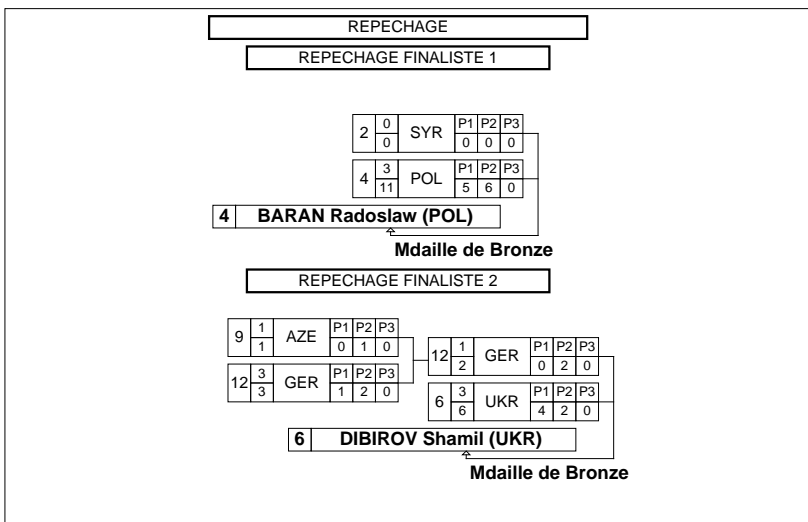 REPECHAGE
REPECHAGE FINALISTE 1
2 0 SYR P1 P2 P3
0 0 0 0
4 3 POL P1 P2 P3
11 5 6 0
4 BARAN Radoslaw (POL)
Mdaille de Bronze
REPECHAGE FINALISTE 2
9 1 AZE P1 P2 P3
1 0 1 0
12 1 GER P1 P2 P3
2 0 2 0
12 3 GER P1 P2 P3
3 1 2 0
6 3 UKR P1 P2 P3
6 4 2 0
6 DIBIROV Shamil (UKR)
Mdaille de Bronze